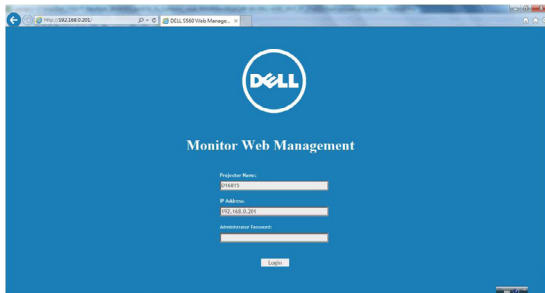 http://192.168.0.201/
DELL S560 Web Manage...
DELL
Monitor Web Management
Projector Name:
IP Address:
192.168.0.201
Administrator Password:
Login